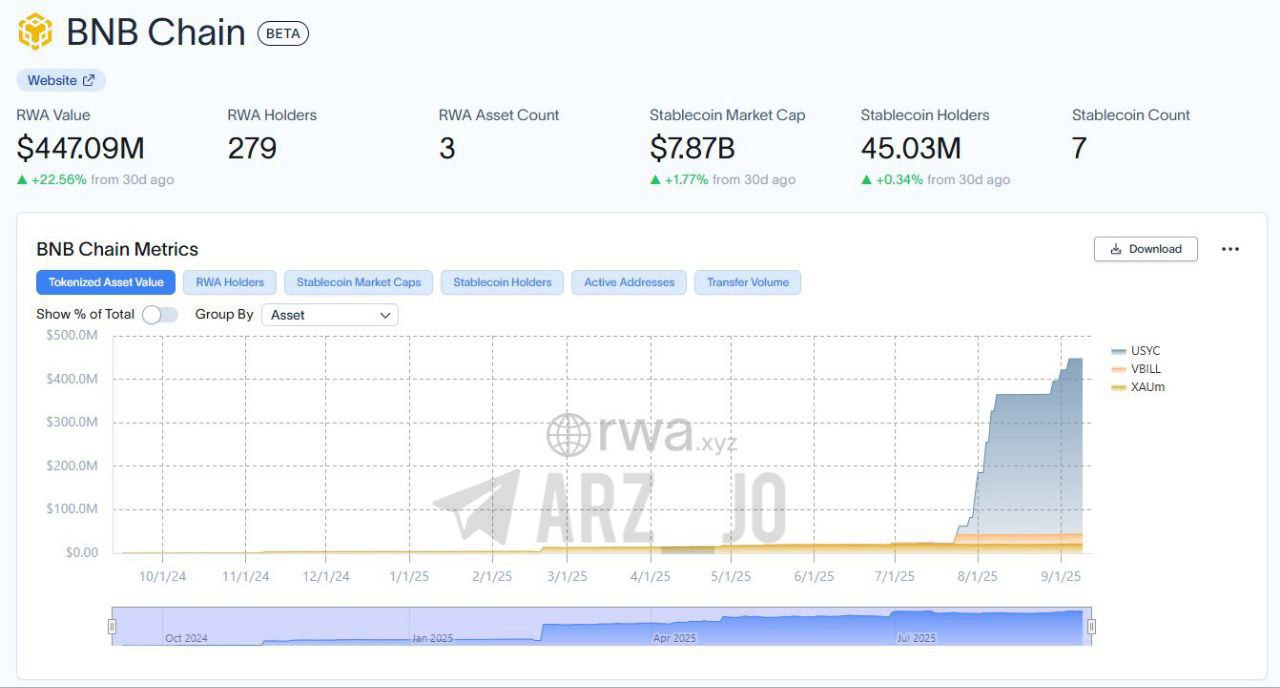 BNB Chain BETA
Website
RWA Value
$447.09M
+22.56% from 30d ago
RWA Holders
279
RWA Asset Count
3
Stablecoin Market Cap
$7.87B
+1.77% from 30d ago
Stablecoin Holders
45.03M
+0.34% from 30d ago
Stablecoin Count
7
BNB Chain Metrics
Download
Tokenized Asset Value RWA Holders Stablecoin Market Caps Stablecoin Holders Active Addresses Transfer Volume
Show % of Total Group By Asset
$500.0M
$400.0M
$300.0M
$200.0M
$100.0M
$0.00
USYC
VBILL
XAUm
rwa.xyz
ARZ_JO
10/1/24 11/1/24 12/1/24 1/1/25 2/1/25 3/1/25 4/1/25 5/1/25 6/1/25 7/1/25 8/1/25 9/1/25
Oct 2024 Jan 2025 Apr 2025 Jul 2025